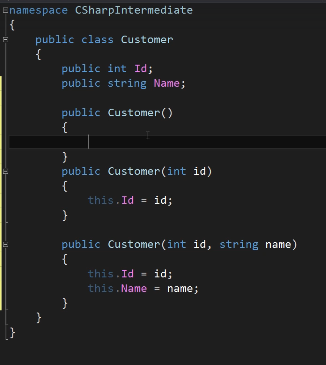 namespace CSharpIntermediate
{
    public class Customer
    {
        public int Id;
        public string Name;

        public Customer()
        {

        }
        public Customer(int id)
        {
            this.Id = id;
        }

        public Customer(int id, string name)
        {
            this.Id = id;
            this.Name = name;
        }
    }
}